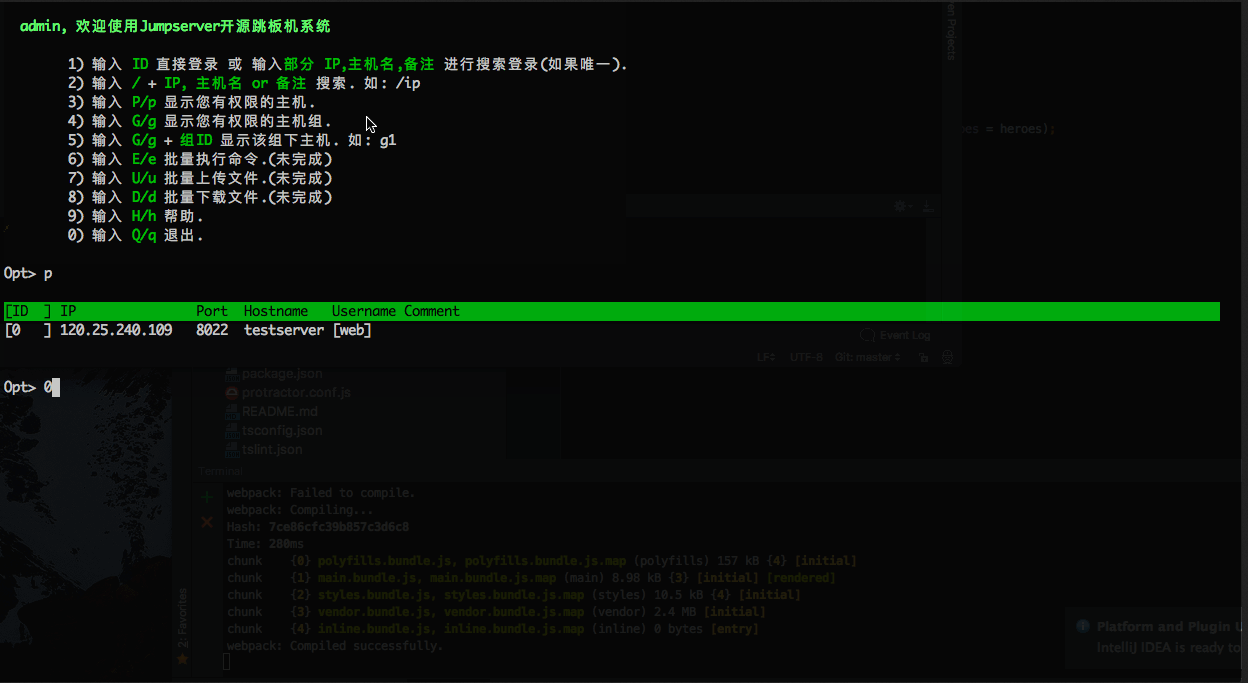 admin, 欢迎使用Jumpserver开源跳板机系统
1) 输入 ID 直接登录 或 输入部分 IP,主机名,备注 进行搜索登录(如果唯一).
2) 输入 / + IP, 主机名 or 备注 搜索. 如: /ip
3) 输入 P/p 显示您有权限的主机.
4) 输入 G/g 显示您有权限的主机组.
5) 输入 G/g + 组ID 显示该组下主机. 如: g1
6) 输入 E/e 批量执行命令.(未完成)
7) 输入 U/u 批量上传文件.(未完成)
8) 输入 D/d 批量下载文件.(未完成)
9) 输入 H/h 帮助.
0) 输入 Q/q 退出.
Opt> p
[ID ] IP Port Hostname Username Comment
[0 ] 120.25.240.109 8022 testserver [web]
Opt> 0
en Projects
es = heroes);
Event Log
LF UTF-8 Git: master
package.json
protractor.conf.js
README.md
tsconfig.json
tslint.json
Terminal
webpack: Failed to compile.
webpack: Compiling...
Hash: 7ce86cfc39b857c3d6c8
Time: 280ms
chunk {0} polyfills.bundle.js, polyfills.bundle.js.map (polyfills) 157 kB {4} [initial]
chunk {1} main.bundle.js, main.bundle.js.map (main) 8.98 kB {3} [initial] [rendered]
chunk {2} styles.bundle.js, styles.bundle.js.map (styles) 10.5 kB {4} [initial]
chunk {3} vendor.bundle.js, vendor.bundle.js.map (vendor) 2.4 MB [initial]
chunk {4} inline.bundle.js, inline.bundle.js.map (inline) 0 bytes [entry]
webpack: Compiled successfully.
2: Favorites
Platform and Plugin U
IntelliJ IDEA is ready to